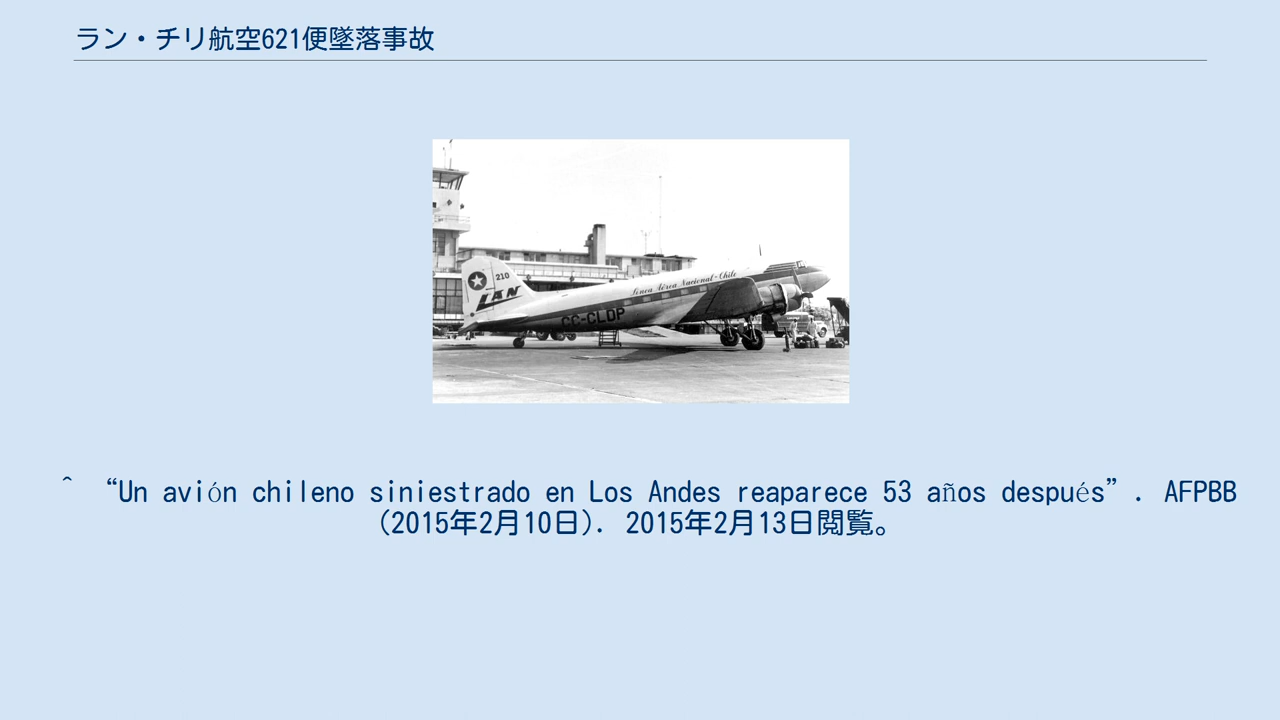 ラン・チリ航空621便墜落事故
210
LAN
Línea Aérea Nacional-Chile
CC-CLDP
^ “Un avión chileno siniestrado en Los Andes reaparece 53 años después”. AFPBB
(2015年2月10日). 2015年2月13日閲覧。